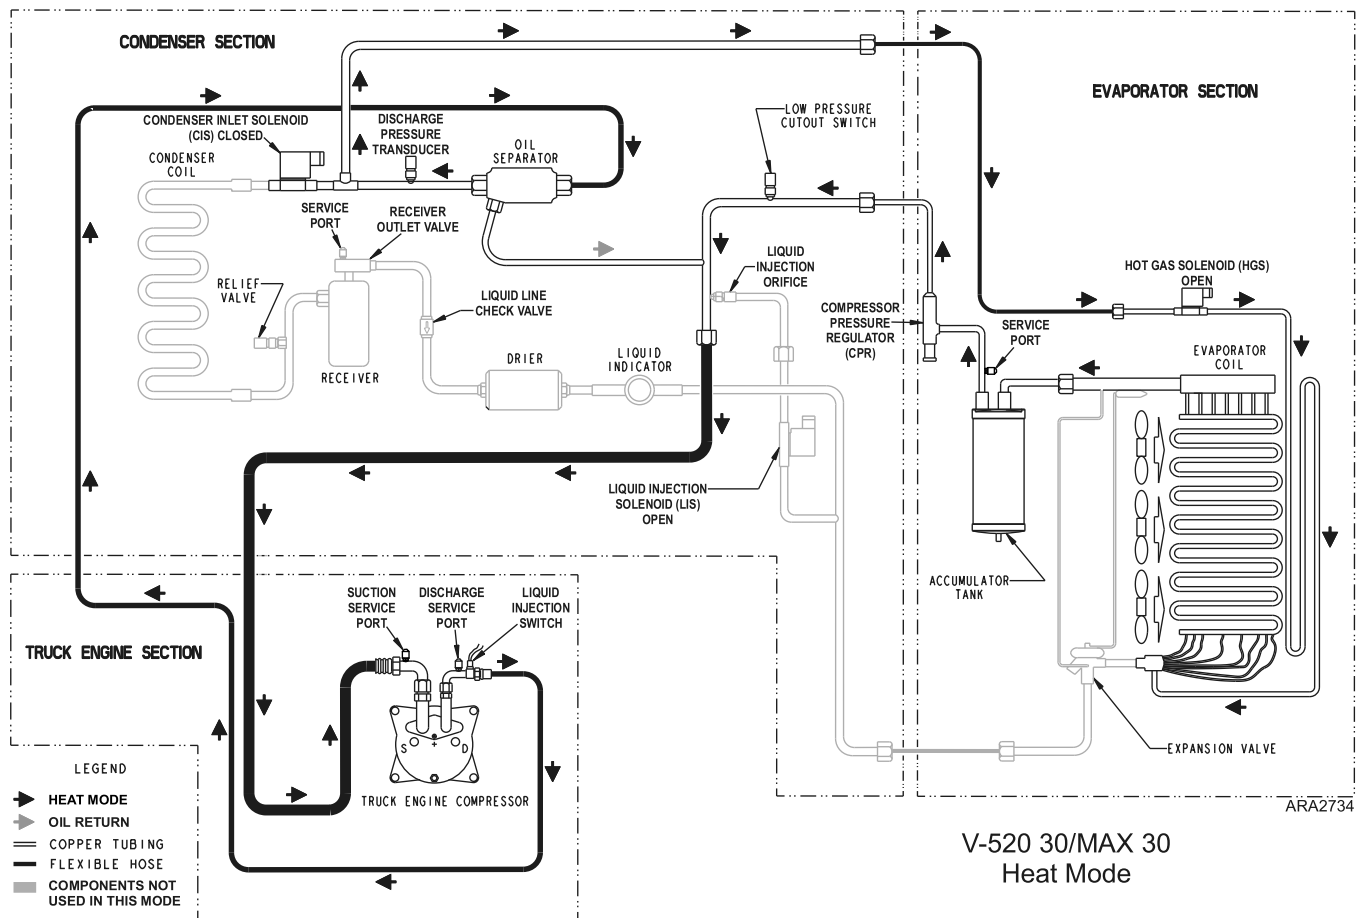 CONDENSER SECTION
EVAPORATOR SECTION
CONDENSER INLET SOLENOID
(CIS) CLOSED
CONDENSER
COIL
DISCHARGE
PRESSURE
TRANSDUCER
OIL
SEPARATOR
LOW PRESSURE
CUTOUT SWITCH
SERVICE
PORT
RECEIVER
OUTLET VALVE
LIQUID
INJECTION
ORIFICE
HOT GAS SOLENOID (HGS)
OPEN
RELIEF
VALVE
LIQUID LINE
CHECK VALVE
COMPRESSOR
PRESSURE
REGULATOR
(CPR)
SERVICE
PORT
RECEIVER
DRIER
LIQUID
INDICATOR
EVAPORATOR
COIL
LIQUID INJECTION
SOLENOID (LIS)
OPEN
ACCUMULATOR
TANK
TRUCK ENGINE SECTION
SUCTION
SERVICE
PORT
DISCHARGE
SERVICE
PORT
LIQUID
INJECTION
SWITCH
S
D
TRUCK ENGINE COMPRESSOR
EXPANSION VALVE
LEGEND
HEAT MODE
OIL RETURN
COPPER TUBING
FLEXIBLE HOSE
COMPONENTS NOT
USED IN THIS MODE
ARA2734
V-520 30/MAX 30
Heat Mode